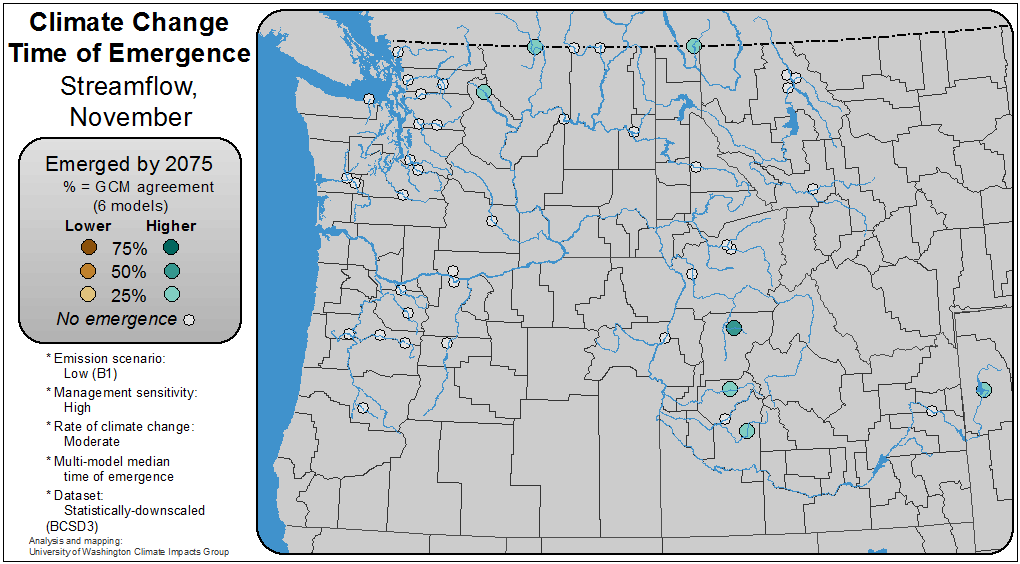 Climate Change
Time of Emergence
Streamflow,
November
Emerged by 2075
% = GCM agreement
(6 models)
Lower Higher
75%
50%
25%
No emergence
* Emission scenario:
Low (B1)
* Management sensitivity:
High
* Rate of climate change:
Moderate
* Multi-model median
time of emergence
* Dataset:
Statistically-downscaled
(BCSD3)
Analysis and mapping:
University of Washington Climate Impacts Group